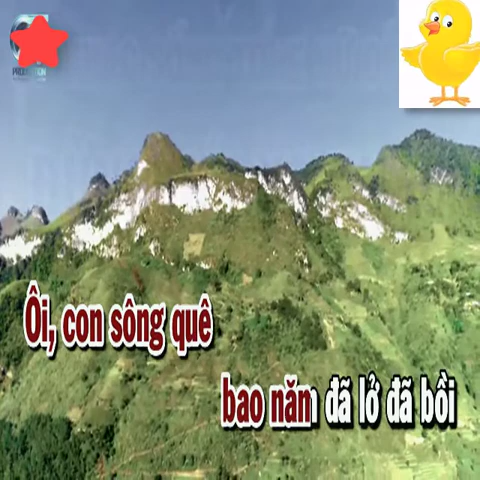 Ôi, con sông quê
bao năm đã lở đã bồi